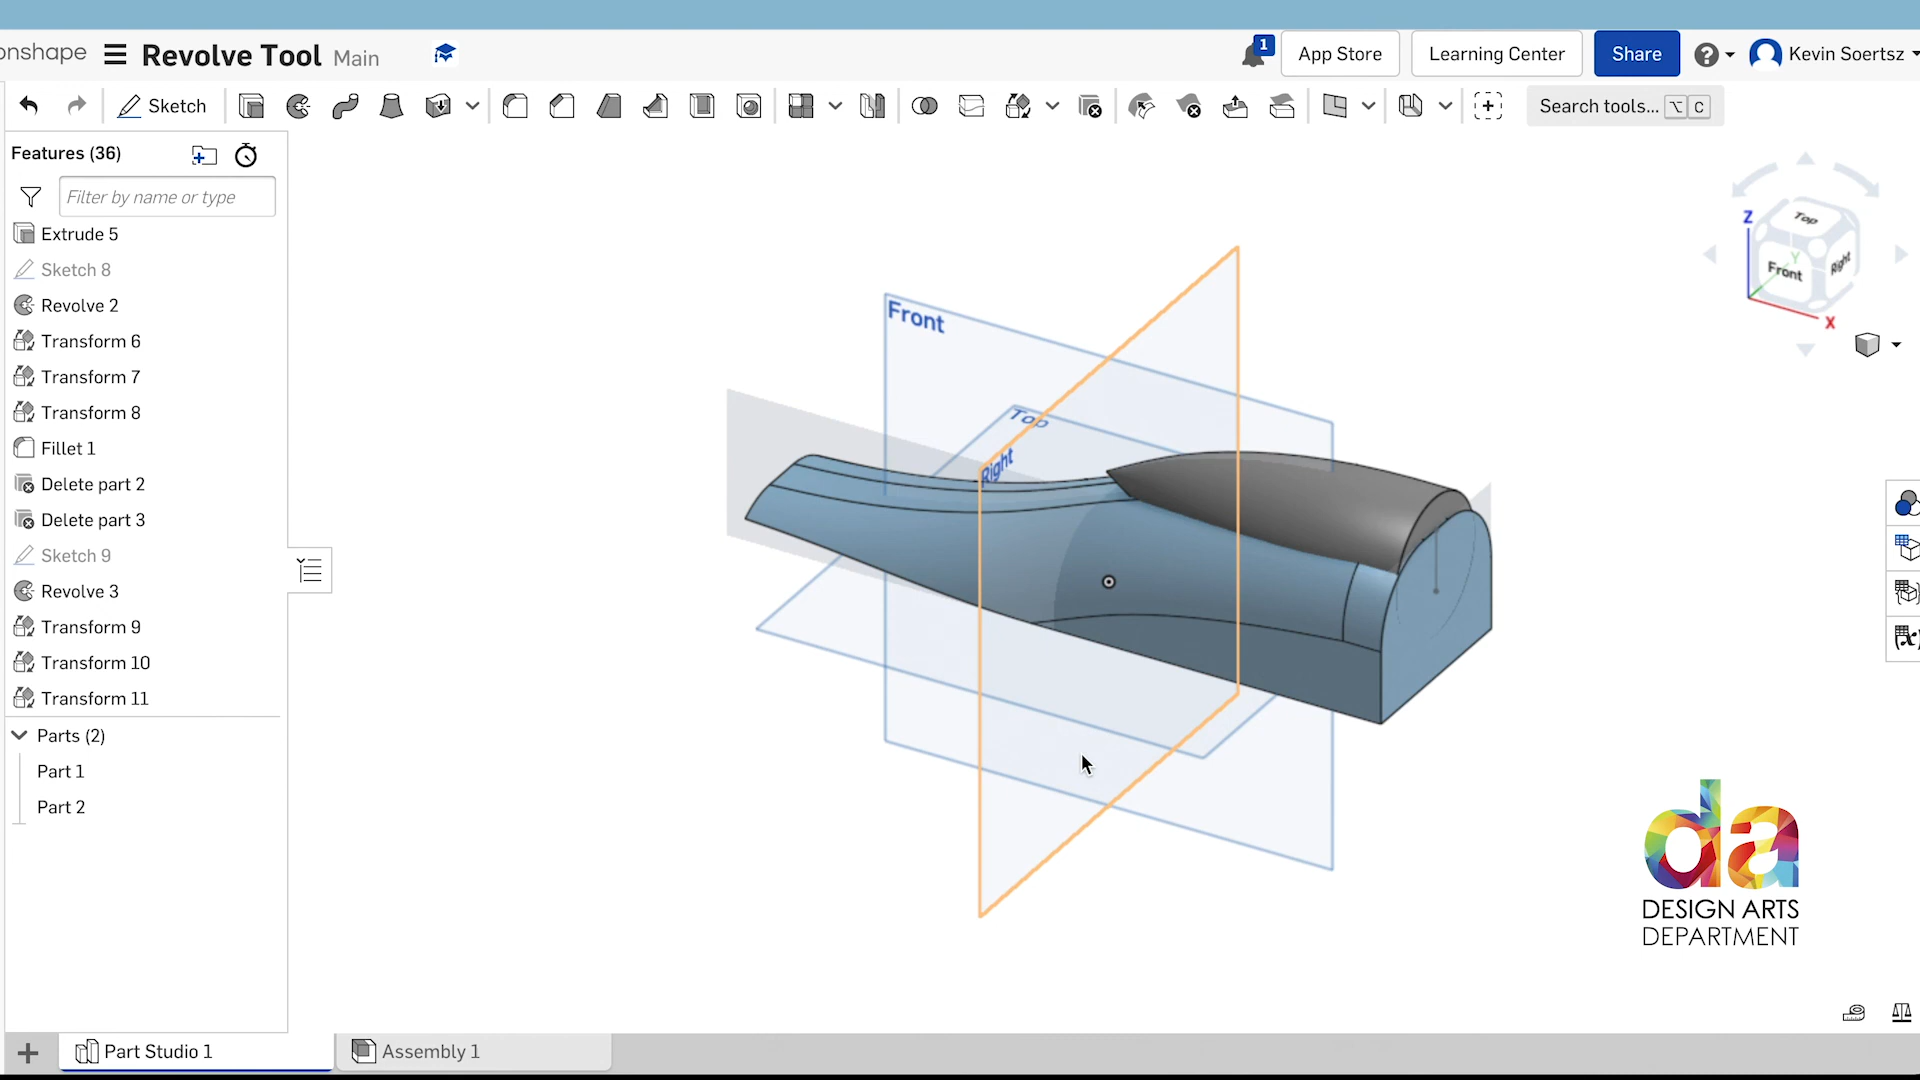 onshape
Revolve Tool Main
1
App Store
Learning Center
Share
Kevin Soertsz
Sketch
Search tools... ⌥ C
Features (36)
Filter by name or type
Extrude 5
Sketch 8
Revolve 2
Transform 6
Transform 7
Transform 8
Fillet 1
Delete part 2
Delete part 3
Sketch 9
Revolve 3
Transform 9
Transform 10
Transform 11
Parts (2)
Part 1
Part 2
Front
Top
Right
Z
Top
Y
Front
Right
X
(x)
da
DESIGN ARTS
DEPARTMENT
Part Studio 1
Assembly 1